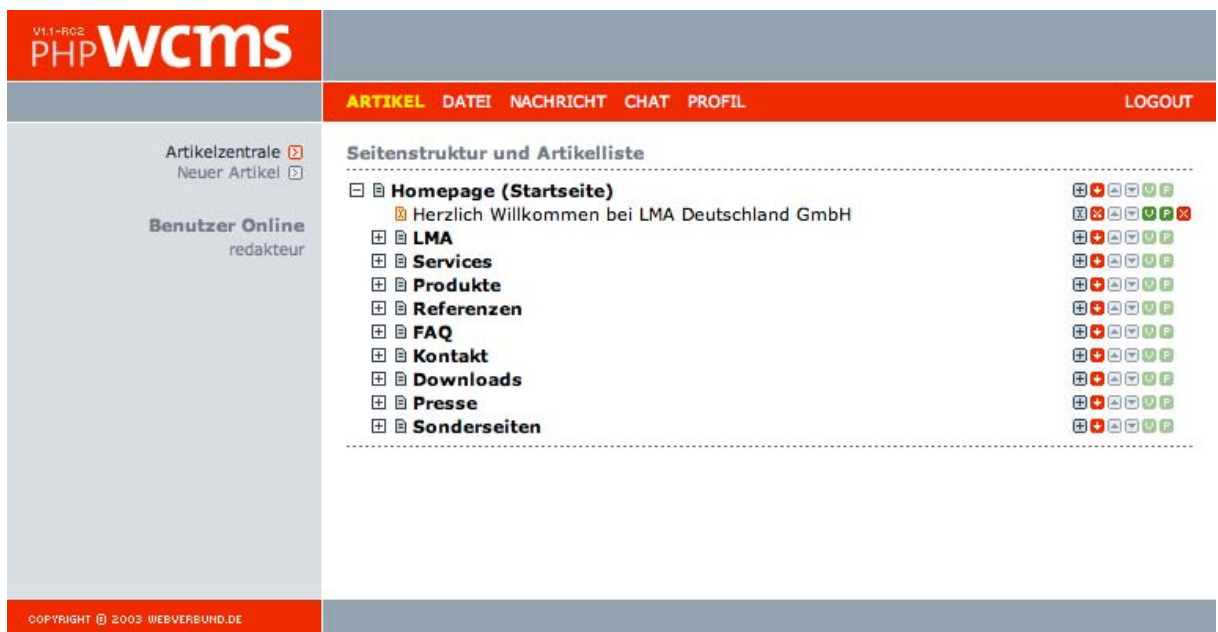 V1.1-RC2
PHPWCMS
ARTIKEL DATEI NACHRICHT CHAT PROFIL LOGOUT
Artikelzentrale
Neuer Artikel
Benutzer Online
redakteur
Seitenstruktur und Artikelliste
Homepage (Startseite)
Herzlich Willkommen bei LMA Deutschland GmbH
LMA
Services
Produkte
Referenzen
FAQ
Kontakt
Downloads
Presse
Sonderseiten
COPYRIGHT © 2003 WEBVERBUND.DE